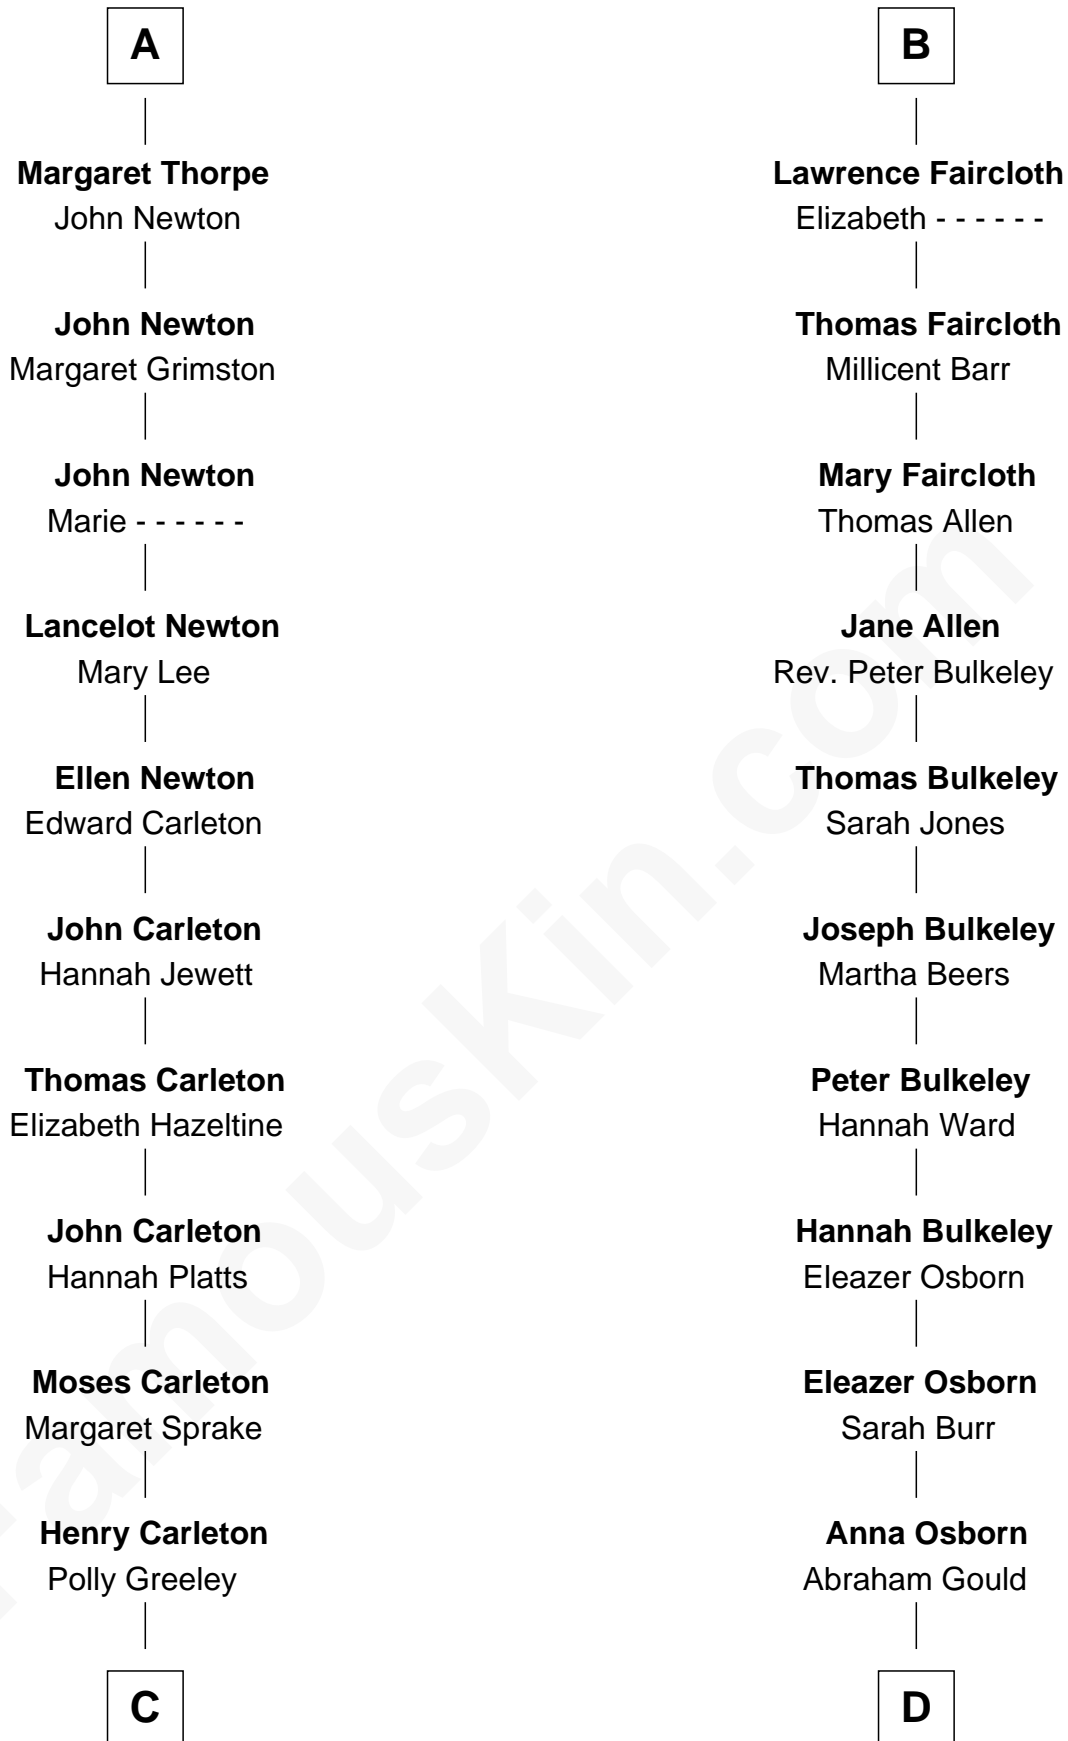 A
Margaret Thorpe
John Newton
John Newton
Margaret Grimston
John Newton
Marie - - - - - -
Lancelot Newton
Mary Lee
Ellen Newton
Edward Carleton
John Carleton
Hannah Jewett
Thomas Carleton
Elizabeth Hazeltine
John Carleton
Hannah Platts
Moses Carleton
Margaret Sprake
Henry Carleton
Polly Greeley
C
B
Lawrence Faircloth
Elizabeth - - - - - -
Thomas Faircloth
Millicent Barr
Mary Faircloth
Thomas Allen
Jane Allen
Rev. Peter Bulkeley
Thomas Bulkeley
Sarah Jones
Joseph Bulkeley
Martha Beers
Peter Bulkeley
Hannah Ward
Hannah Bulkeley
Eleazer Osborn
Eleazer Osborn
Sarah Burr
Anna Osborn
Abraham Gould
D
FamousKin.com